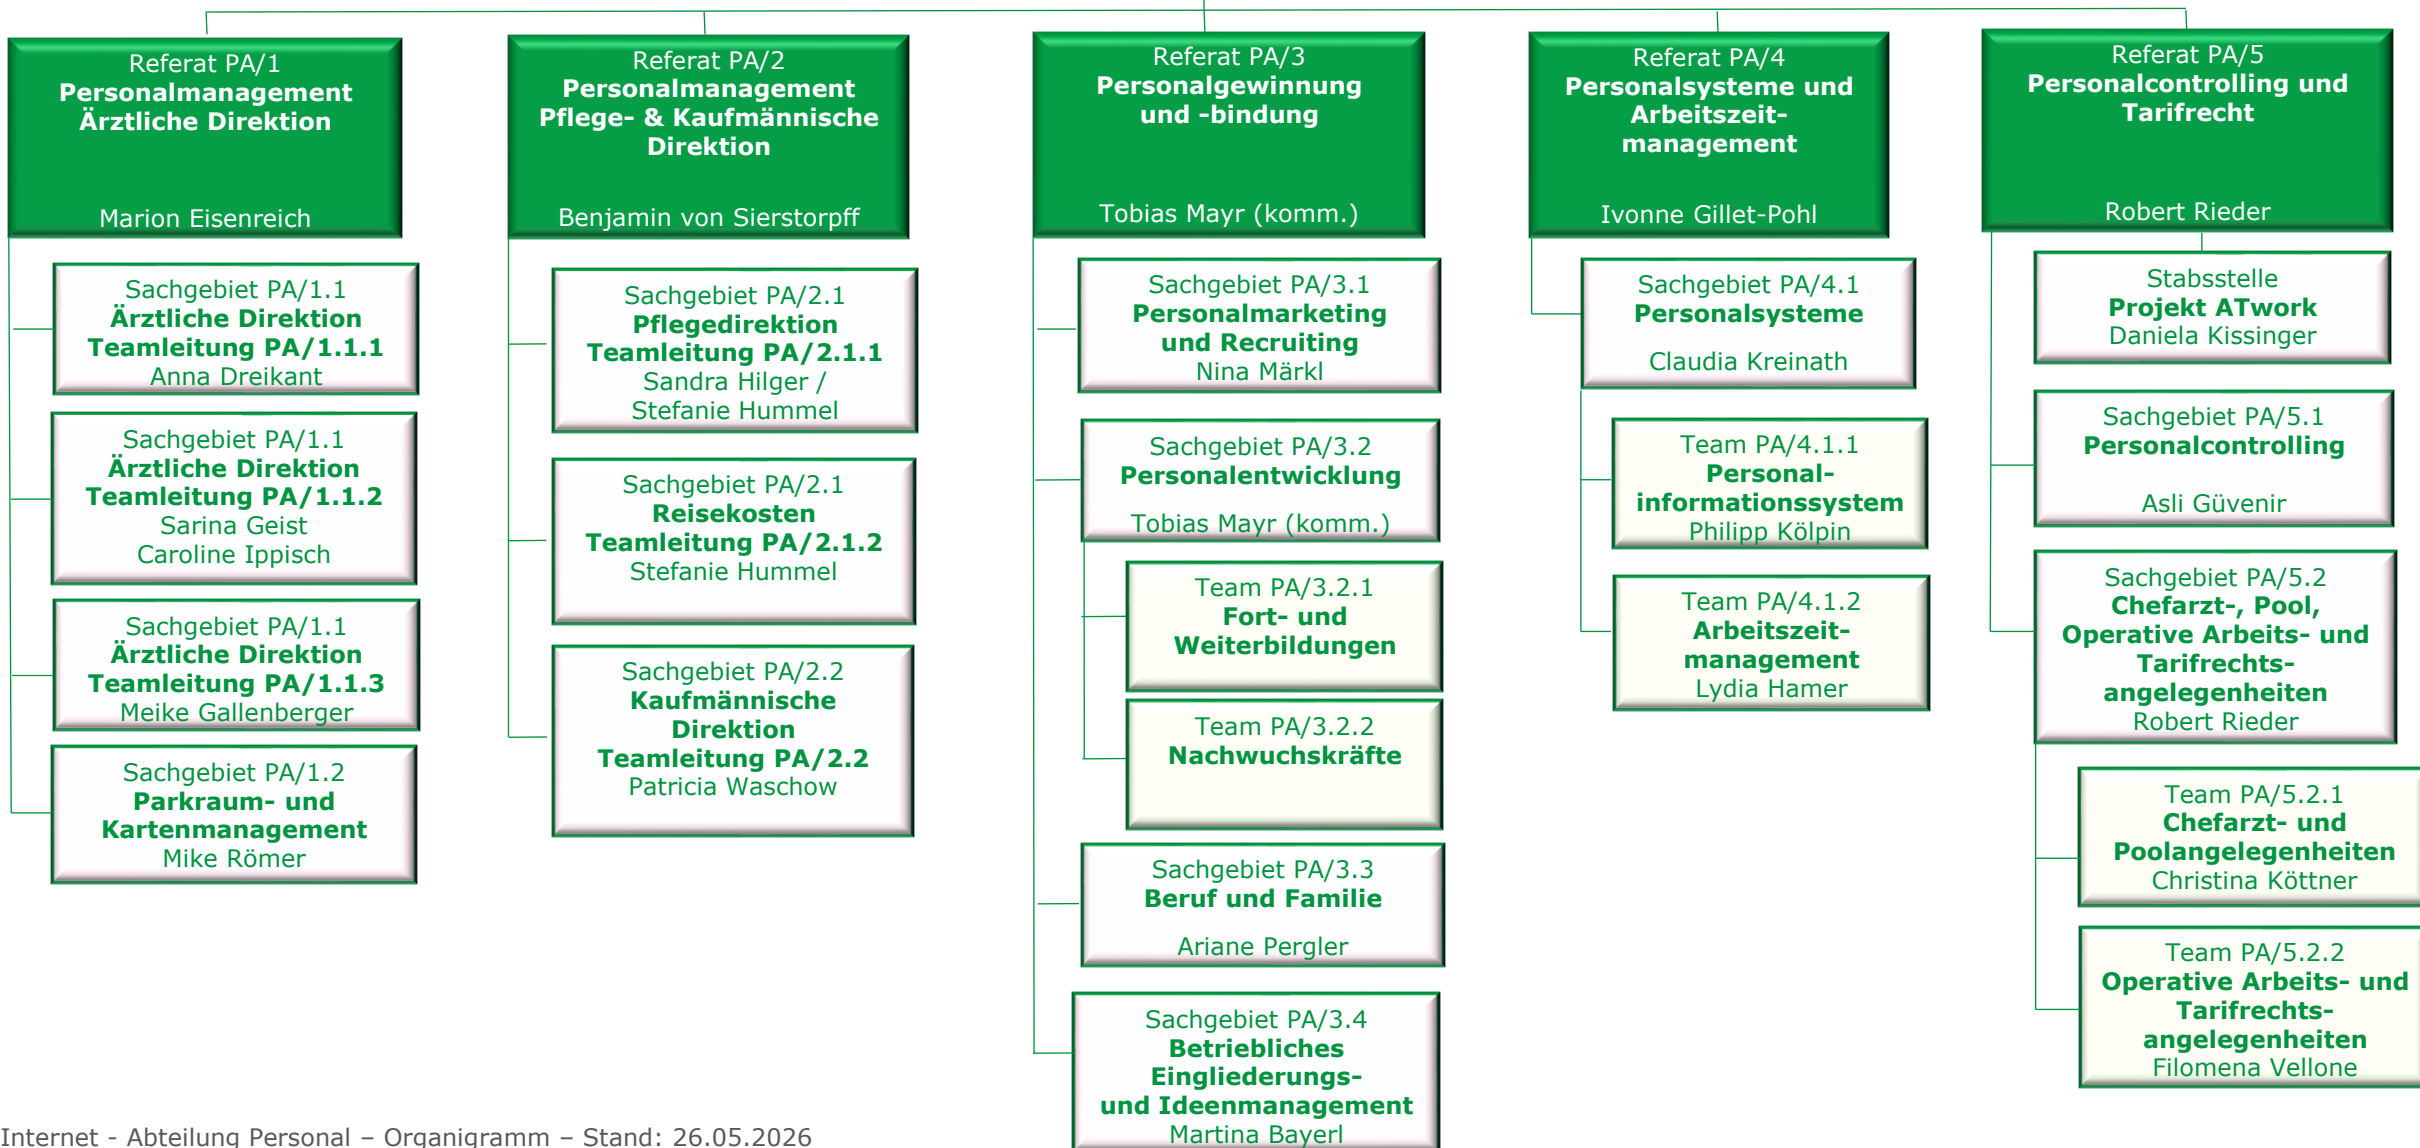 Referat PA/1
Personalmanagement
Ärztliche Direktion
Marion Eisenreich
Sachgebiet PA/1.1
Ärztliche Direktion
Teamleitung PA/1.1.1
Anna Dreikant
Sachgebiet PA/1.1
Ärztliche Direktion
Teamleitung PA/1.1.2
Sarina Geist
Caroline Ippisch
Sachgebiet PA/1.1
Ärztliche Direktion
Teamleitung PA/1.1.3
Meike Gallenberger
Sachgebiet PA/1.2
Parkraum- und
Kartenmanagement
Mike Römer
Referat PA/2
Personalmanagement
Pflege- & Kaufmännische
Direktion
Benjamin von Sierstorpff
Sachgebiet PA/2.1
Pflegedirektion
Teamleitung PA/2.1.1
Sandra Hilger /
Stefanie Hummel
Sachgebiet PA/2.1
Reisekosten
Teamleitung PA/2.1.2
Stefanie Hummel
Sachgebiet PA/2.2
Kaufmännische
Direktion
Teamleitung PA/2.2
Patricia Waschow
Referat PA/3
Personalgewinnung
und -bindung
Tobias Mayr (komm.)
Sachgebiet PA/3.1
Personalmarketing
und Recruiting
Nina Märkl
Sachgebiet PA/3.2
Personalentwicklung
Tobias Mayr (komm.)
Team PA/3.2.1
Fort- und
Weiterbildungen
Team PA/3.2.2
Nachwuchskräfte
Sachgebiet PA/3.3
Beruf und Familie
Ariane Pergler
Sachgebiet PA/3.4
Betriebliches
Eingliederungs-
und Ideenmanagement
Martina Bayerl
Referat PA/4
Personalsysteme und
Arbeitszeit-
management
Ivonne Gillet-Pohl
Sachgebiet PA/4.1
Personalsysteme
Claudia Kreinath
Team PA/4.1.1
Personal-
informationssystem
Philipp Kölpin
Team PA/4.1.2
Arbeitszeit-
management
Lydia Hamer
Referat PA/5
Personalcontrolling und
Tarifrecht
Robert Rieder
Stabsstelle
Projekt ATwork
Daniela Kissinger
Sachgebiet PA/5.1
Personalcontrolling
Asli Güvenir
Sachgebiet PA/5.2
Chefarzt-, Pool,
Operative Arbeits- und
Tarifrechts-
angelegenheiten
Robert Rieder
Team PA/5.2.1
Chefarzt- und
Poolangelegenheiten
Christina Köttner
Team PA/5.2.2
Operative Arbeits- und
Tarifrechts-
angelegenheiten
Filomena Vellone
Internet - Abteilung Personal – Organigramm – Stand: 26.05.2026